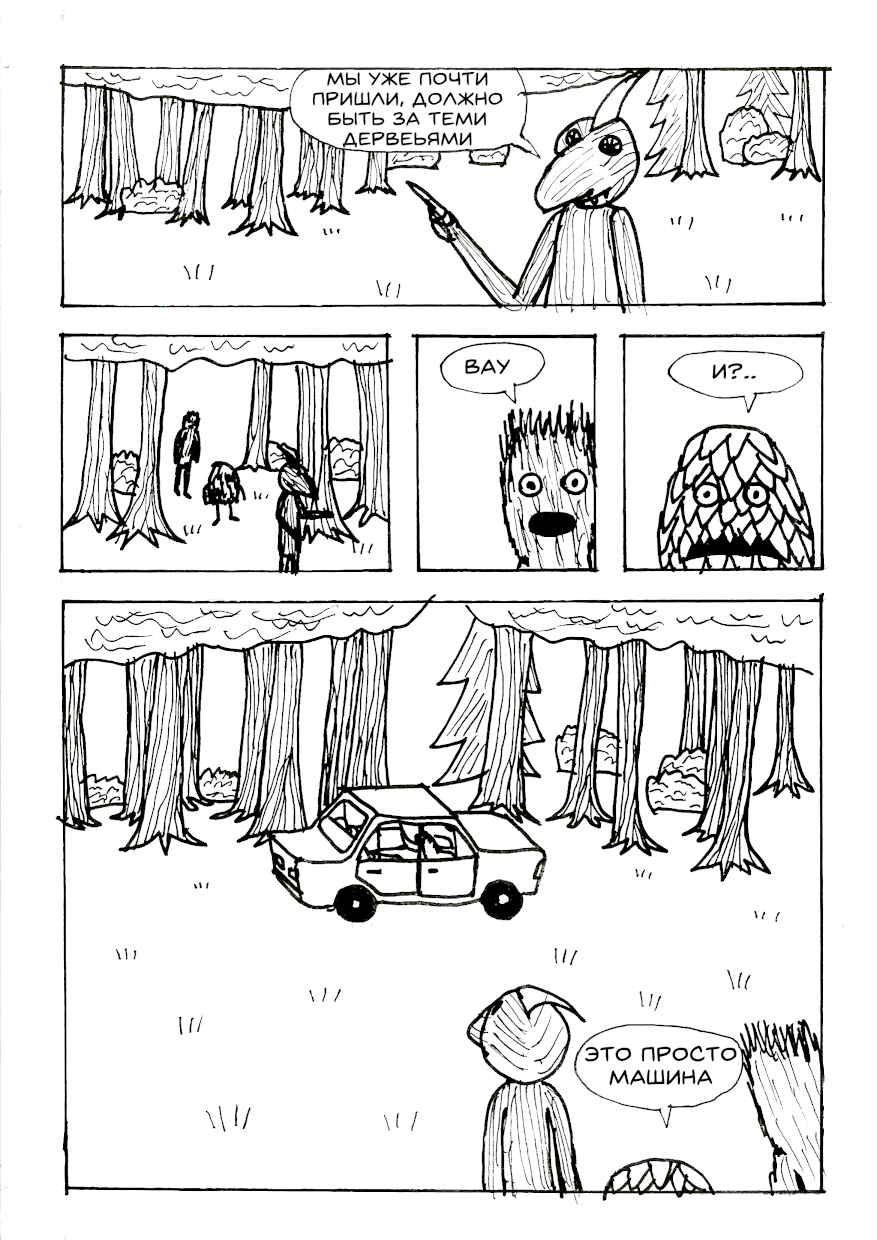 МЫ УЖЕ ПОЧТИ
ПРИШЛИ, ДОЛЖНО
БЫТЬ ЗА ТЕМИ
ДЕРВЕЬЯМИ
ВАУ
И?..
ЭТО ПРОСТО
МАШИНА